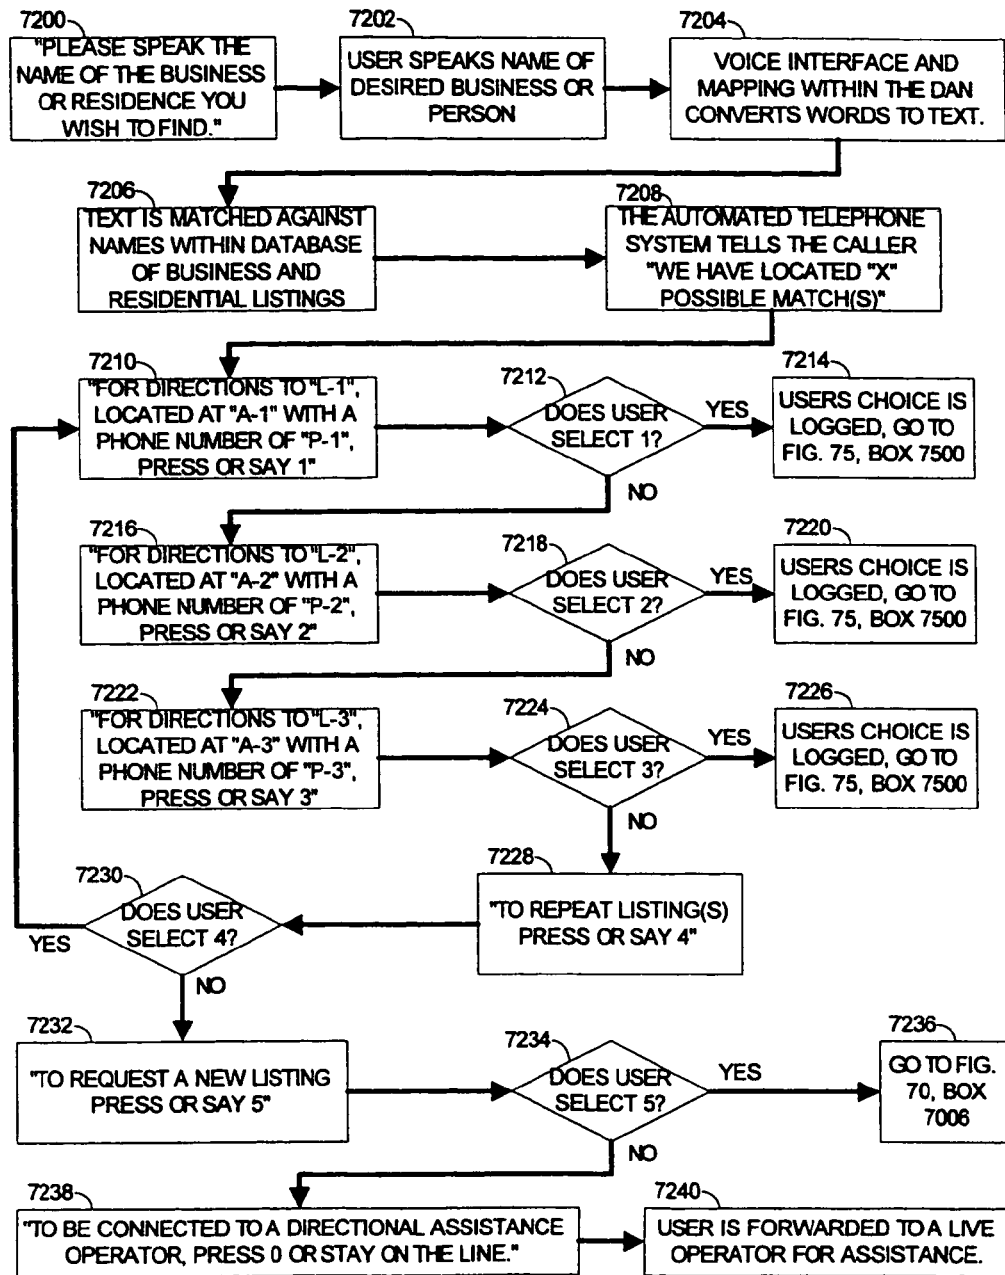 7200
"PLEASE SPEAK THE
NAME OF THE BUSINESS
OR RESIDENCE YOU
WISH TO FIND."
7202
USER SPEAKS NAME OF
DESIRED BUSINESS OR
PERSON
7204
VOICE INTERFACE AND
MAPPING WITHIN THE DAN
CONVERTS WORDS TO TEXT.
7206
TEXT IS MATCHED AGAINST
NAMES WITHIN DATABASE
OF BUSINESS AND
RESIDENTIAL LISTINGS
7208
THE AUTOMATED TELEPHONE
SYSTEM TELLS THE CALLER
"WE HAVE LOCATED "X"
POSSIBLE MATCH(S)"
7210
"FOR DIRECTIONS TO "L-1",
LOCATED AT "A-1" WITH A
PHONE NUMBER OF "P-1",
PRESS OR SAY 1"
7212
DOES USER
SELECT 1?
YES
NO
7214
USERS CHOICE IS
LOGGED, GO TO
FIG. 75, BOX 7500
7216
"FOR DIRECTIONS TO "L-2",
LOCATED AT "A-2" WITH A
PHONE NUMBER OF "P-2",
PRESS OR SAY 2"
7218
DOES USER
SELECT 2?
YES
NO
7220
USERS CHOICE IS
LOGGED, GO TO
FIG. 75, BOX 7500
7222
"FOR DIRECTIONS TO "L-3",
LOCATED AT "A-3" WITH A
PHONE NUMBER OF "P-3",
PRESS OR SAY 3"
7224
DOES USER
SELECT 3?
YES
NO
7226
USERS CHOICE IS
LOGGED, GO TO
FIG. 75, BOX 7500
7228
"TO REPEAT LISTING(S)
PRESS OR SAY 4"
7230
DOES USER
SELECT 4?
YES
NO
7232
"TO REQUEST A NEW LISTING
PRESS OR SAY 5"
7234
DOES USER
SELECT 5?
YES
NO
7236
GO TO FIG.
70, BOX
7006
7238
"TO BE CONNECTED TO A DIRECTIONAL ASSISTANCE
OPERATOR, PRESS 0 OR STAY ON THE LINE."
7240
USER IS FORWARDED TO A LIVE
OPERATOR FOR ASSISTANCE.